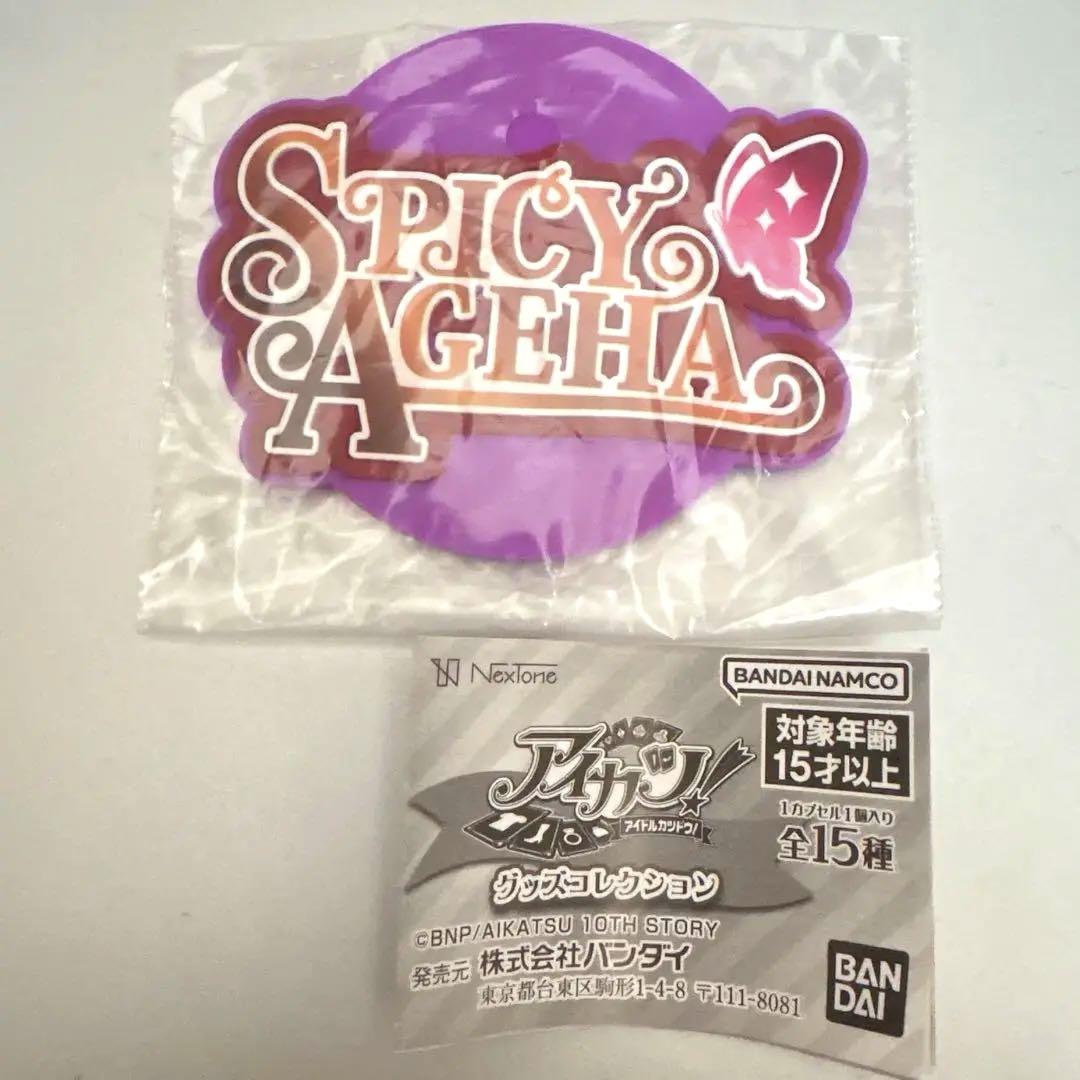 SPICY
AGEHA
NexTone
BANDAI NAMCO
対象年齢
15才以上
アイカツ!
アイドルカツドウ!
1カプセル1個入り
全15種
グッズコレクション
©BNP/AIKATSU 10TH STORY
発売元 株式会社バンダイ
東京都台東区駒形1-4-8 〒111-8081
BAN
DAI